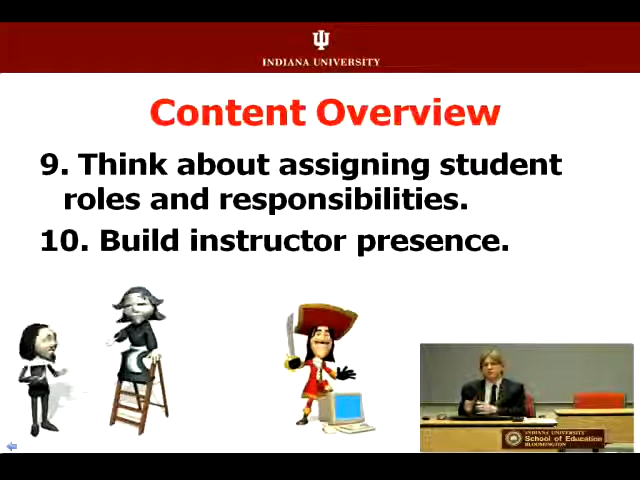 INDIANA UNIVERSITY
Content Overview
9. Think about assigning student
roles and responsibilities.
10. Build instructor presence.
INDIANA UNIVERSITY
School of Education
BLOOMINGTON